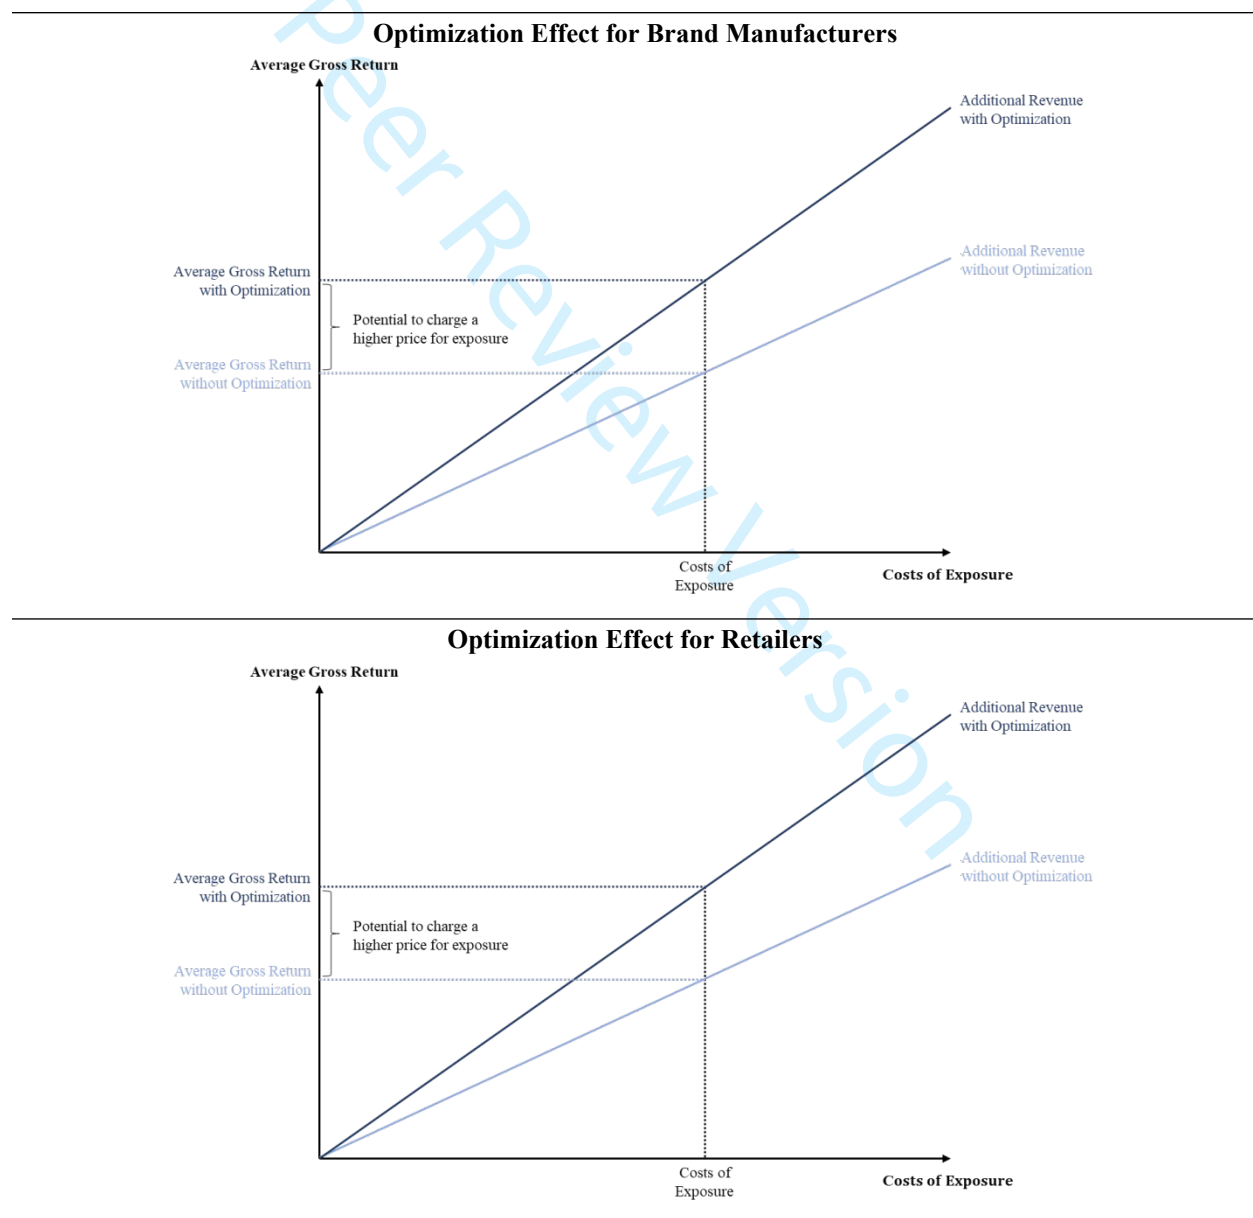 Optimization Effect for Brand Manufacturers
Average Gross Return
Additional Revenue
with Optimization
Additional Revenue
without Optimization
Average Gross Return
with Optimization
Potential to charge a
higher price for exposure
Average Gross Return
without Optimization
Costs of
Exposure
Costs of Exposure
Optimization Effect for Retailers
Average Gross Return
Additional Revenue
with Optimization
Additional Revenue
without Optimization
Average Gross Return
with Optimization
Potential to charge a
higher price for exposure
Average Gross Return
without Optimization
Costs of
Exposure
Costs of Exposure
Peer Review Version